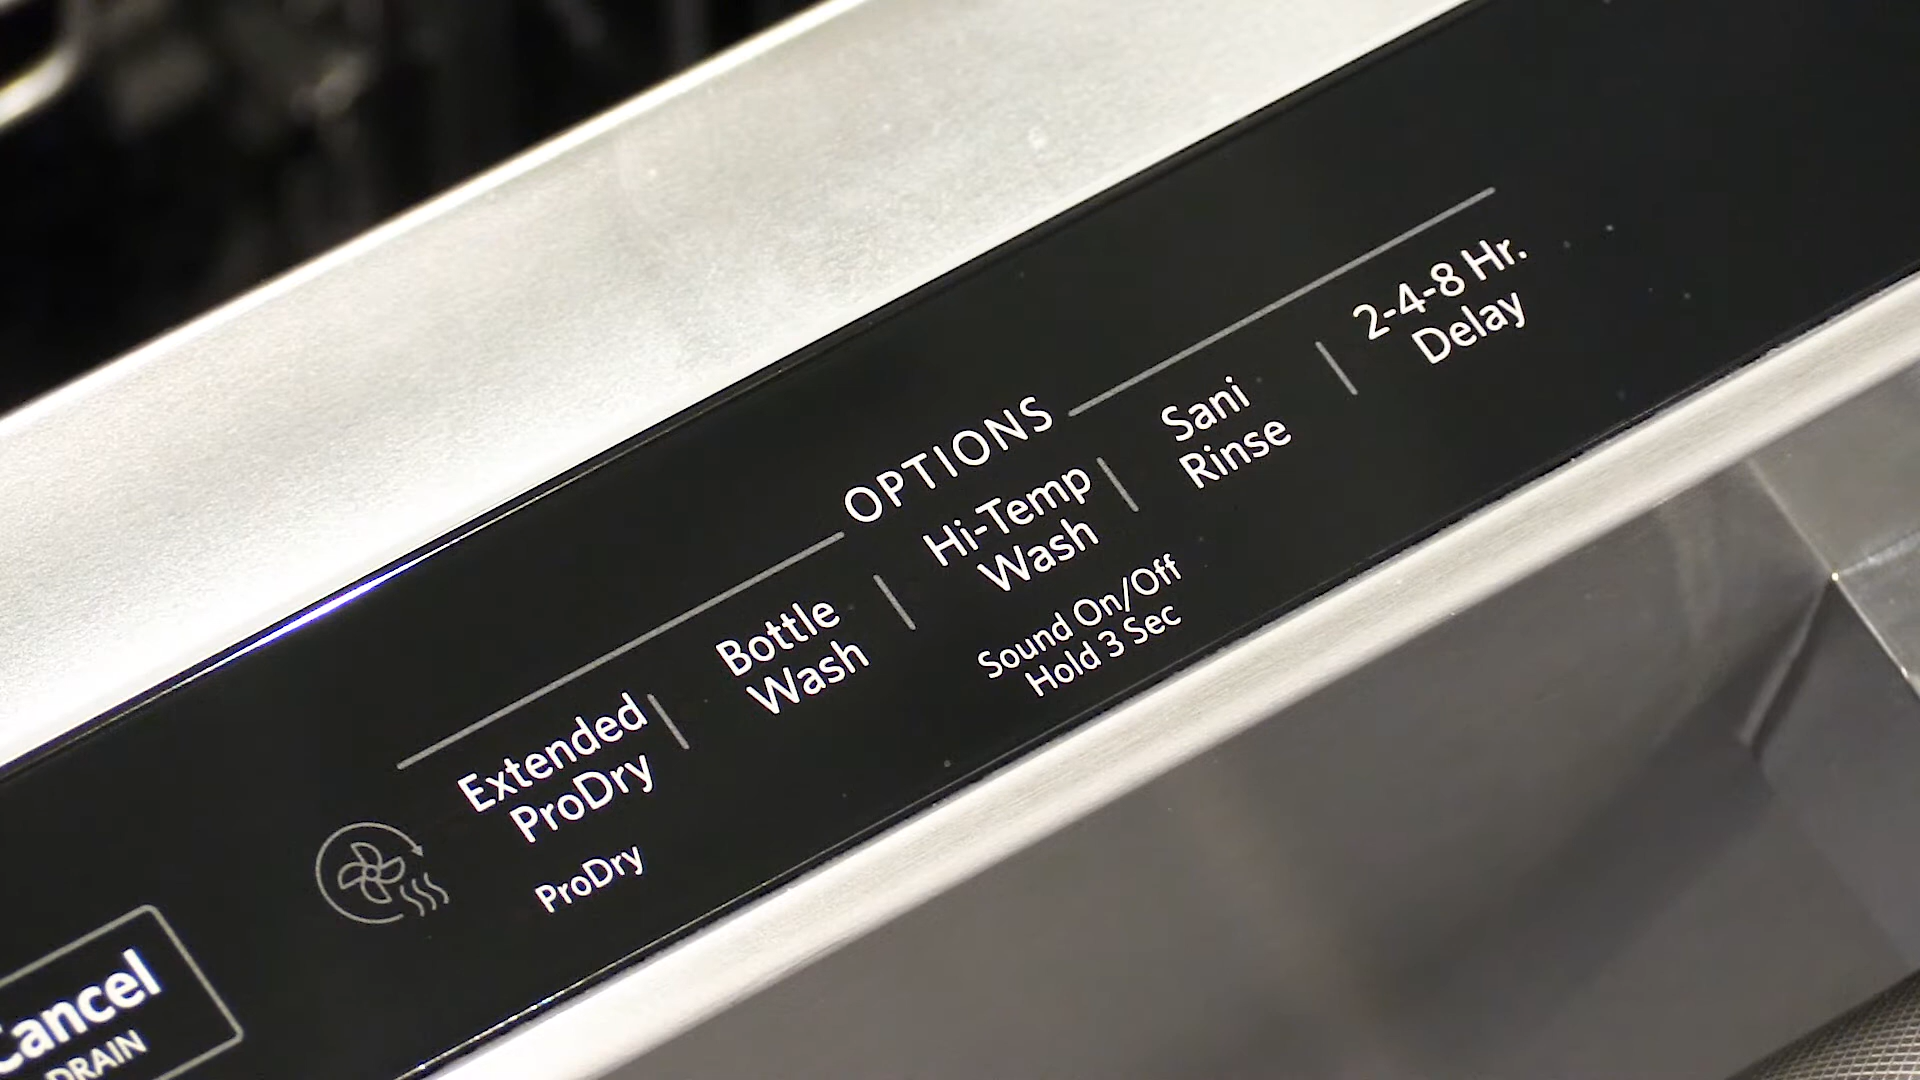 OPTIONS
Extended
ProDry
ProDry
Bottle
Wash
Hi-Temp
Wash
Sound On/Off
Hold 3 Sec
Sani
Rinse
2-4-8 Hr.
Delay
Cancel
DRAIN